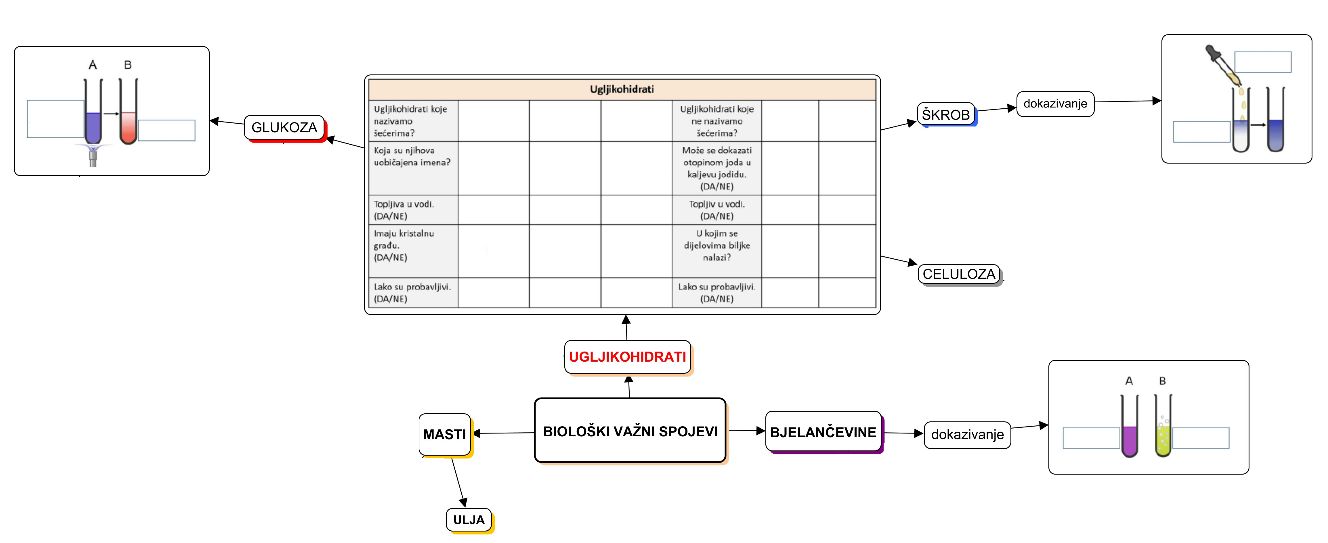 A B
GLUKOZA
Ugljikohidrati
Ugljikohidrati koje
nazivamo
šećerima?
Ugljikohidrati koje
ne nazivamo
šećerima?
Koja su njihova
uobičajena imena?
Može se dokazati
otopinom joda u
kaljevu jodidu.
(DA/NE)
Topljiva u vodi.
(DA/NE)
Topljiv u vodi.
(DA/NE)
Imaju kristalnu
građu.
(DA/NE)
U kojim se
dijelovima biljke
nalazi?
Lako su probavljivi.
(DA/NE)
Lako su probavljivi.
(DA/NE)
ŠKROB
dokazivanje
CELULOZA
UGLJIKOHIDRATI
MASTI
BIOLOŠKI VAŽNI SPOJEVI
BJELANČEVINE
dokazivanje
A B
ULJA